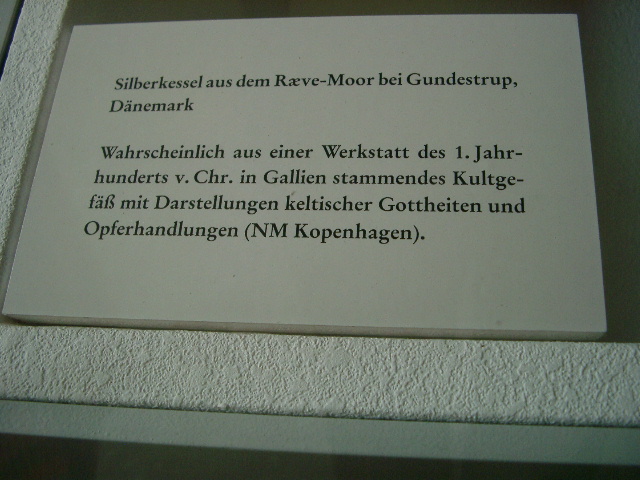 Silberkessel aus dem Ræve-Moor bei Gundestrup,
Dänemark
Wahrscheinlich aus einer Werkstatt des 1. Jahr-
hunderts v. Chr. in Gallien stammendes Kultge-
fäß mit Darstellungen keltischer Gottheiten und
Opferhandlungen (NM Kopenhagen).